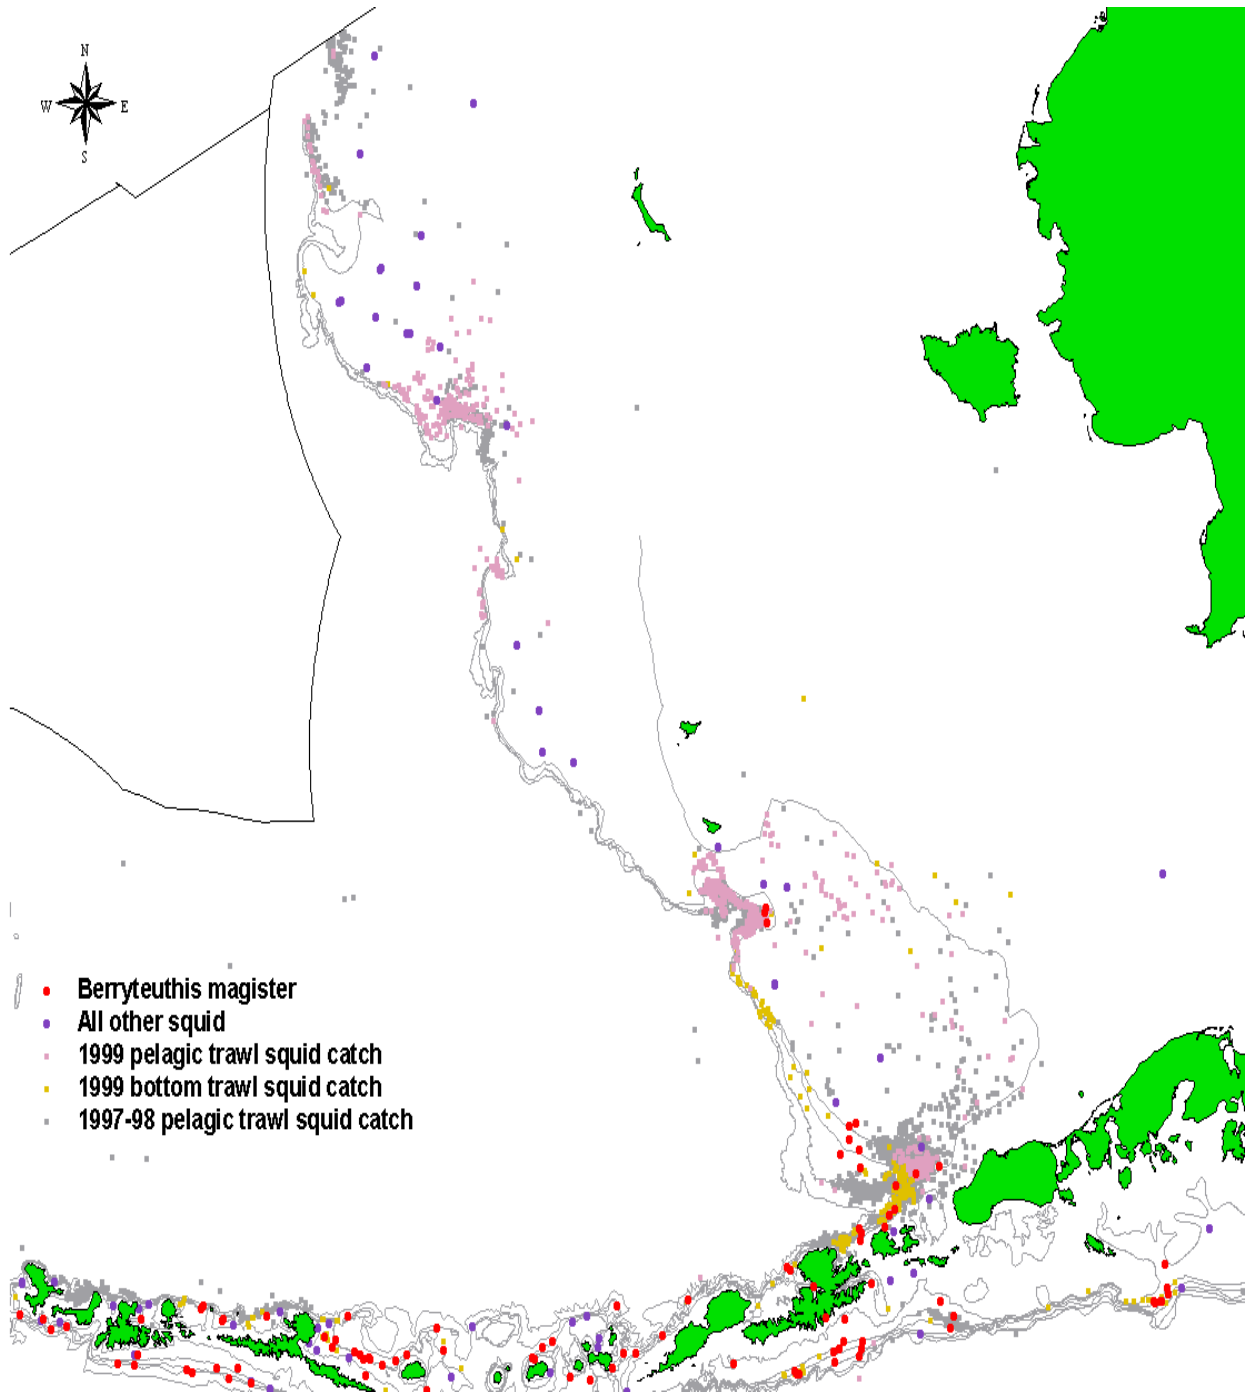 N
W E
S
Berryteuthis magister
All other squid
1999 pelagic trawl squid catch
1999 bottom trawl squid catch
1997-98 pelagic trawl squid catch